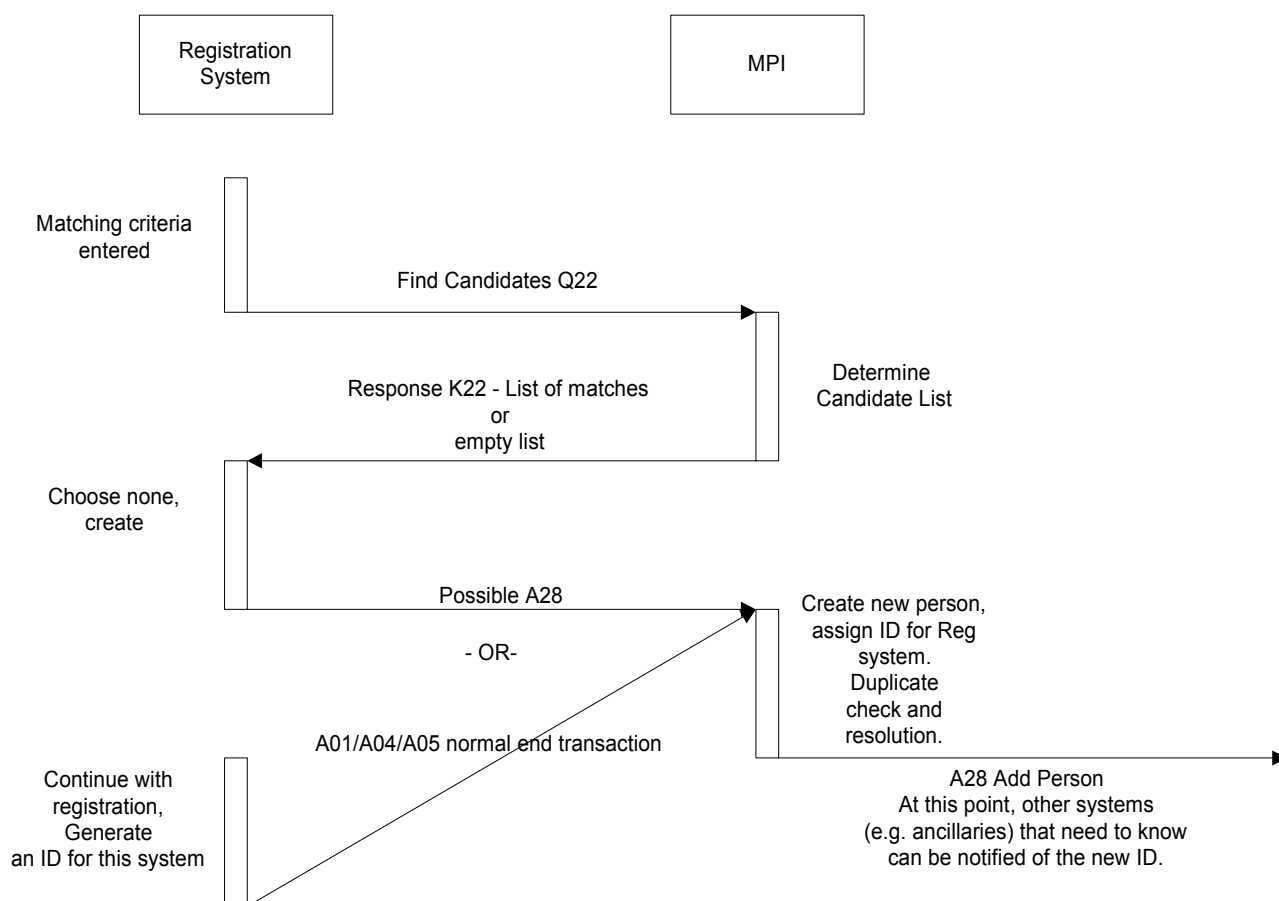 Registration
System
MPI
Matching criteria
entered
Find Candidates Q22
Determine
Candidate List
Response K22 - List of matches
or
empty list
Choose none,
create
Possible A28
- OR-
Create new person,
assign ID for Reg
system.
Duplicate
check and
resolution.
A01/A04/A05 normal end transaction
Continue with
registration,
Generate
an ID for this system
A28 Add Person
At this point, other systems
(e.g. ancillaries) that need to know
can be notified of the new ID.